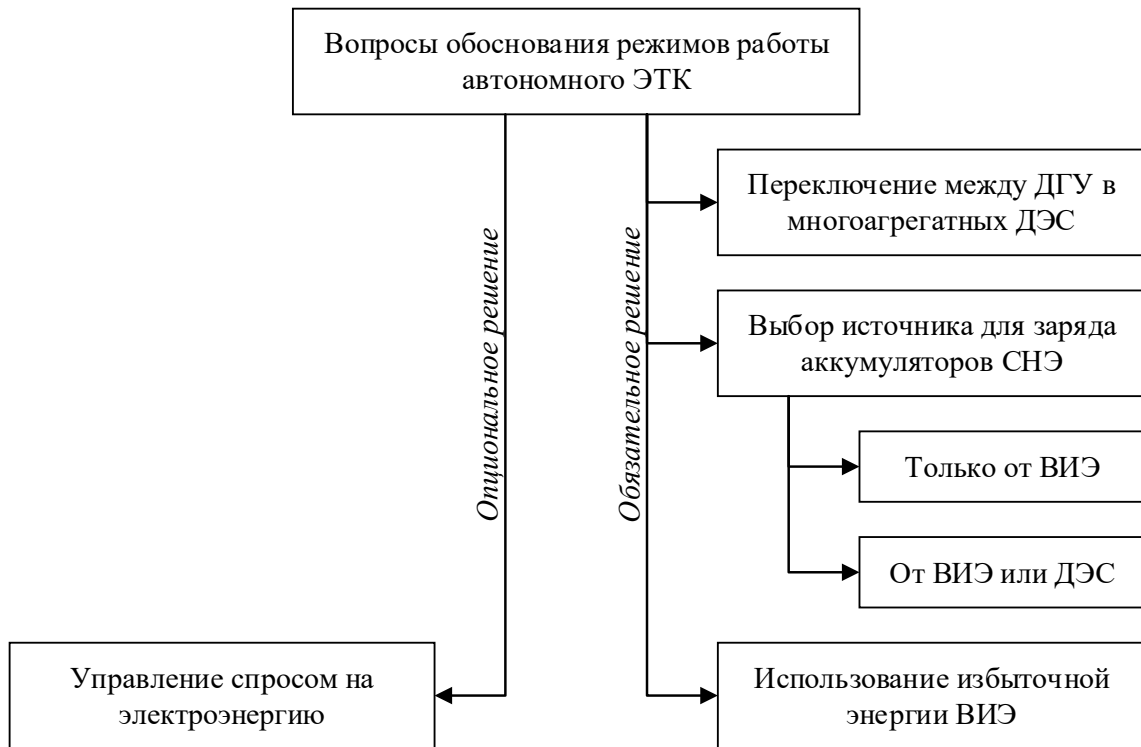 Вопросы обоснования режимов работы
автономного ЭТК
Опциональное решение
Обязательное решение
Переключение между ДГУ в
многоагрегатных ДЭС
Выбор источника для заряда
аккумуляторов СНЭ
Только от ВИЭ
От ВИЭ или ДЭС
Управление спросом на
электроэнергию
Использование избыточной
энергии ВИЭ